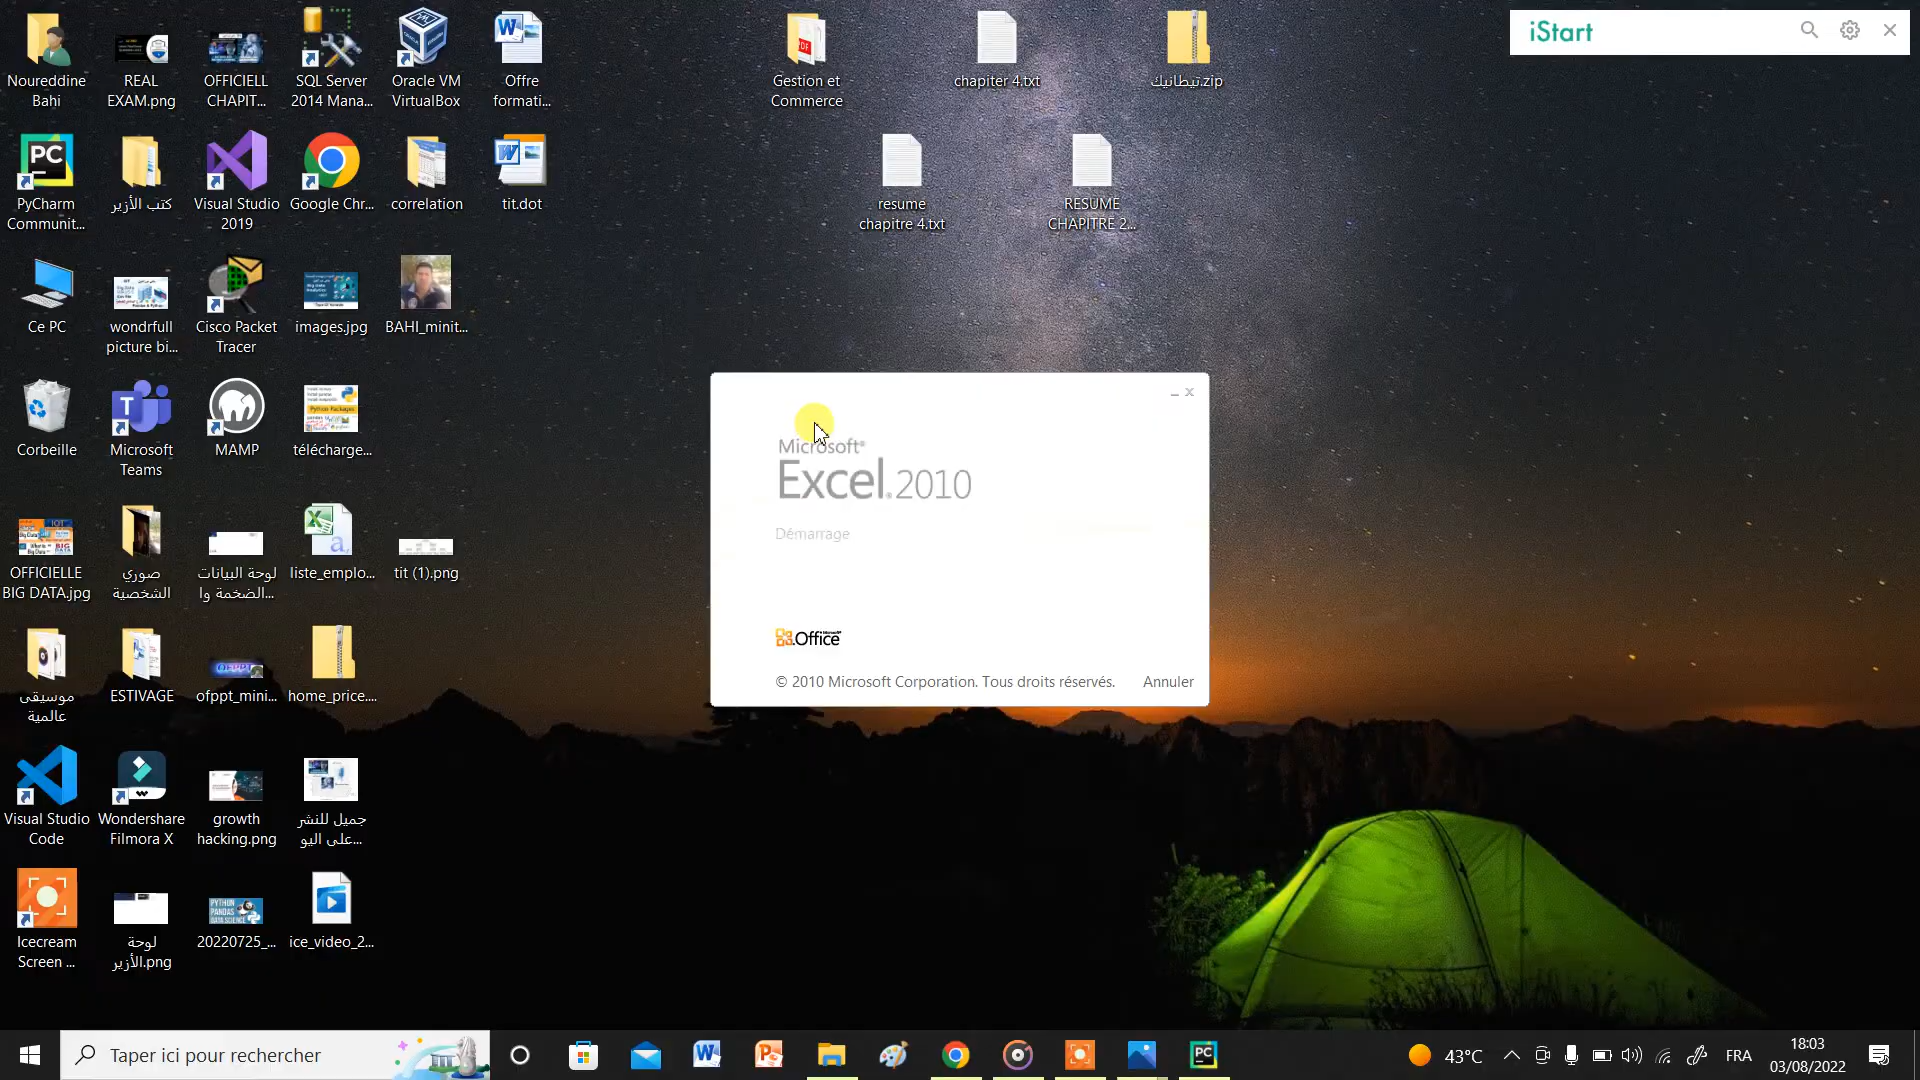 Noureddine
Bahi
REAL
EXAM.png
OFFICIELL
CHAPIT...
SQL Server
2014 Mana...
Oracle VM
VirtualBox
Offre
formati...
Gestion et
Commerce
chapiter 4.txt
تيطانيك.zip
iStart
PyCharm
Communit...
كتب الأزير
Visual Studio
2019
Google Chr...
correlation
tit.dot
resume
chapitre 4.txt
RESUME
CHAPITRE 2...
Ce PC
wondrfull
picture bi...
Cisco Packet
Tracer
images.jpg
BAHI_minit...
Corbeille
Microsoft
Teams
MAMP
télécharge...
Microsoft®
Excel® 2010
Démarrage
Office
© 2010 Microsoft Corporation. Tous droits réservés.
Annuler
OFFICIELLE
BIG DATA.jpg
صوري
الشخصية
لوحة البيانات
الضخمة وا...
liste_emplo...
tit (1).png
موسيقى
عالمية
ESTIVAGE
ofppt_mini...
home_price....
Visual Studio
Code
Wondershare
Filmora X
growth
hacking.png
جميل للنشر
على اليو...
Icecream
Screen ...
لوحة
الأزير.png
20220725_...
ice_video_2...
Taper ici pour rechercher
43°C
FRA
18:03
03/08/2022